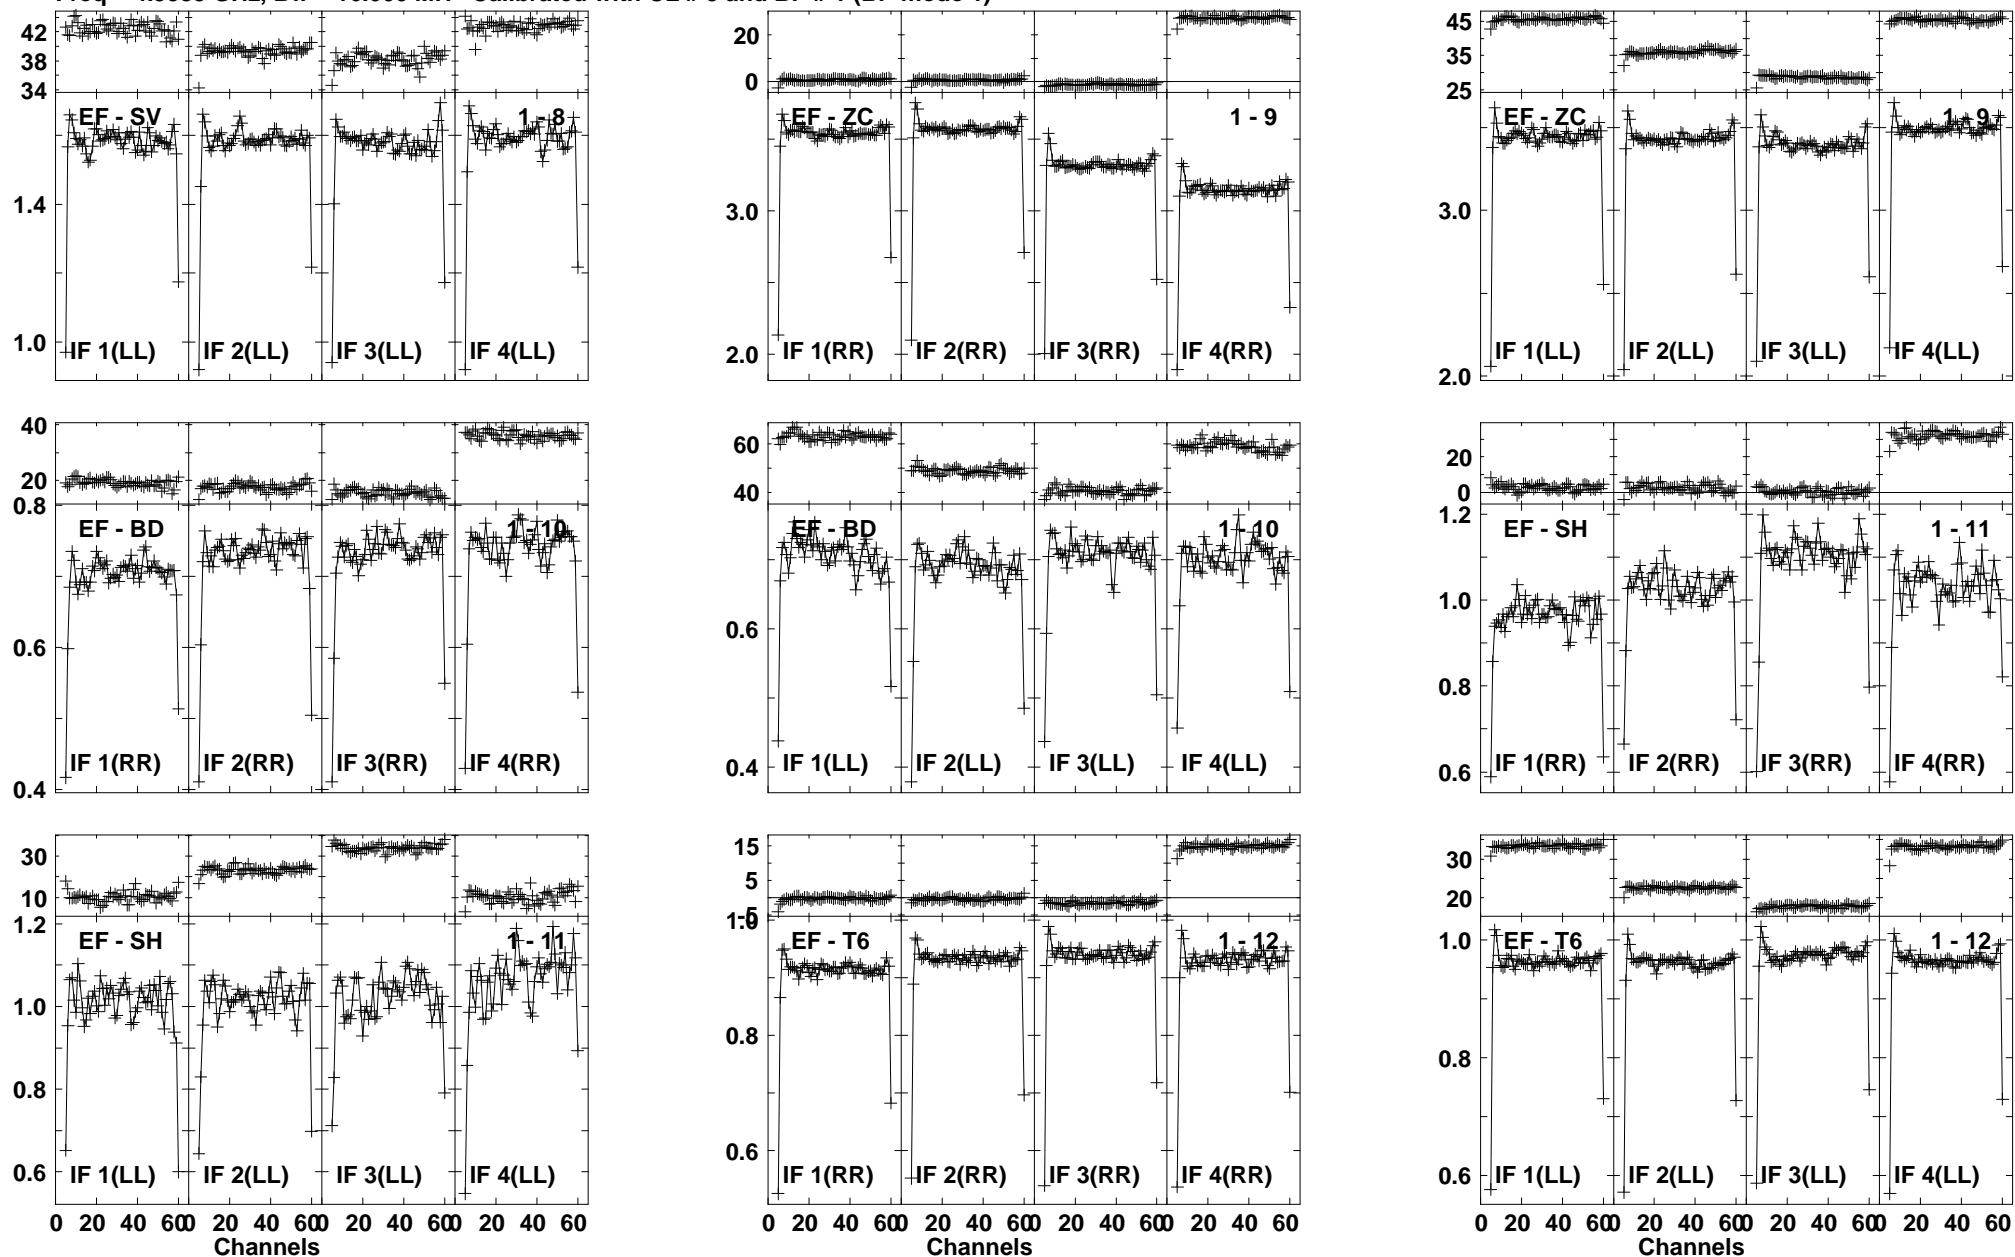 42
38
34
EF - SV
1 - 8
1.4
1.0
IF 1(LL)
IF 2(LL)
IF 3(LL)
IF 4(LL)
20
0
EF - ZC
1 - 9
3.0
2.0
IF 1(RR)
IF 2(RR)
IF 3(RR)
IF 4(RR)
45
35
25
EF - ZC
1 - 9
3.0
2.0
IF 1(LL)
IF 2(LL)
IF 3(LL)
IF 4(LL)
40
20
0.8
EF - BD
1 - 10
0.6
0.4
IF 1(RR)
IF 2(RR)
IF 3(RR)
IF 4(RR)
60
40
EF - BD
1 - 10
0.6
0.4
IF 1(LL)
IF 2(LL)
IF 3(LL)
IF 4(LL)
20
0
1.2
EF - SH
1 - 11
1.0
0.8
0.6
IF 1(RR)
IF 2(RR)
IF 3(RR)
IF 4(RR)
30
10
1.2
EF - SH
1 - 11
1.0
0.8
0.6
IF 1(LL)
IF 2(LL)
IF 3(LL)
IF 4(LL)
0 20 40 60 0 20 40 60 0 20 40 60 0 20 40 60
Channels
15
5
-5
1.0
EF - T6
1 - 12
0.8
0.6
IF 1(RR)
IF 2(RR)
IF 3(RR)
IF 4(RR)
0 20 40 60 0 20 40 60 0 20 40 60 0 20 40 60
Channels
30
20
1.0
EF - T6
1 - 12
0.8
0.6
IF 1(LL)
IF 2(LL)
IF 3(LL)
IF 4(LL)
0 20 40 60 0 20 40 60 0 20 40 60 0 20 40 60
Channels